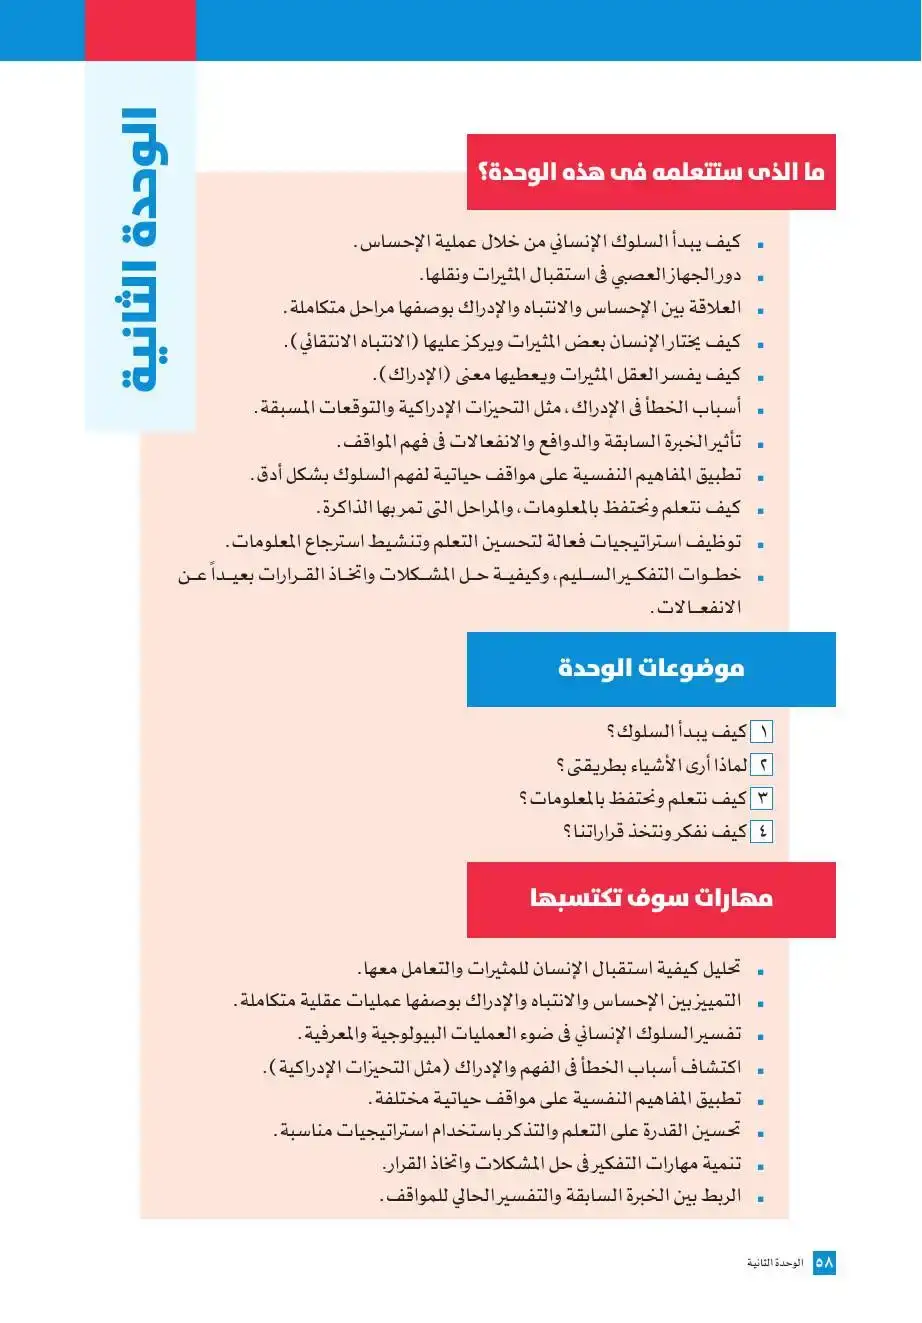 الوحدة الثانية
ما الذى ستتعلمه فى هذه الوحدة؟
▪ كيف يبدأ السلوك الإنساني من خلال عملية الإحساس.
▪ دور الجهاز العصبي فى استقبال المثيرات ونقلها.
▪ العلاقة بين الإحساس والانتباه والإدراك بوصفها مراحل متكاملة.
▪ كيف يختار الإنسان بعض المثيرات ويركز عليها (الانتباه الانتقائي).
▪ كيف يفسر العقل المثيرات ويعطيها معنى (الإدراك).
▪ أسباب الخطأ فى الإدراك، مثل التحيزات الإدراكية والتوقعات المسبقة.
▪ تأثير الخبرة السابقة والدوافع والانفعالات فى فهم المواقف.
▪ تطبيق المفاهيم النفسية على مواقف حياتية لفهم السلوك بشكل أدق.
▪ كيف نتعلم ونحتفظ بالمعلومات، والمراحل التى تمر بها الذاكرة.
▪ توظيف استراتيجيات فعالة لتحسين التعلم وتنشيط استرجاع المعلومات.
▪ خطوات التفكير السليم، وكيفية حل المشكلات واتخاذ القرارات بعيداً عن
الانفعالات.
موضوعات الوحدة
١ كيف يبدأ السلوك؟
٢ لماذا أرى الأشياء بطريقتى؟
٣ كيف نتعلم ونحتفظ بالمعلومات؟
٤ كيف نفكر ونتخذ قراراتنا؟
مهارات سوف تكتسبها
▪ تحليل كيفية استقبال الإنسان للمثيرات والتعامل معها.
▪ التمييز بين الإحساس والانتباه والإدراك بوصفها عمليات عقلية متكاملة.
▪ تفسير السلوك الإنساني فى ضوء العمليات البيولوجية والمعرفية.
▪ اكتشاف أسباب الخطأ فى الفهم والإدراك (مثل التحيزات الإدراكية).
▪ تطبيق المفاهيم النفسية على مواقف حياتية مختلفة.
▪ تحسين القدرة على التعلم والتذكر باستخدام استراتيجيات مناسبة.
▪ تنمية مهارات التفكير فى حل المشكلات واتخاذ القرار.
▪ الربط بين الخبرة السابقة والتفسير الحالي للمواقف.
٥٨ الوحدة الثانية